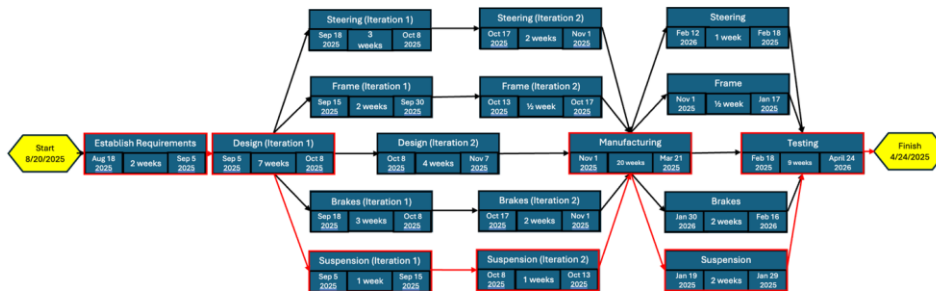 Start
8/20/2025
Establish Requirements
Aug 18
2025
2 weeks
Sep 5
2025
Design (Iteration 1)
Sep 5
2025
7 weeks
Oct 8
2025
Steering (Iteration 1)
Sep 18
2025
3
weeks
Oct 8
2025
Steering (Iteration 2)
Oct 17
2025
2 weeks
Nov 1
2025
Frame (Iteration 1)
Sep 15
2025
2 weeks
Sep 30
2025
Frame (Iteration 2)
Oct 13
2025
½ week
Oct 17
2025
Design (Iteration 2)
Oct 8
2025
4 weeks
Nov 7
2025
Brakes (Iteration 1)
Sep 18
2025
3 weeks
Oct 8
2025
Brakes (Iteration 2)
Oct 17
2025
2 weeks
Nov 1
2025
Suspension (Iteration 1)
Sep 5
2025
1 week
Sep 15
2025
Suspension (Iteration 2)
Oct 8
2025
1 week
Oct 13
2025
Manufacturing
Nov 1
2025
20 weeks
Mar 21
2025
Steering
Feb 12
2026
1 week
Feb 18
2025
Frame
Nov 1
2025
½ week
Jan 17
2025
Brakes
Jan 30
2026
2 weeks
Feb 16
2026
Suspension
Jan 19
2025
2 weeks
Jan 29
2025
Testing
Feb 18
2025
9 weeks
April 24
2026
Finish
4/24/2025